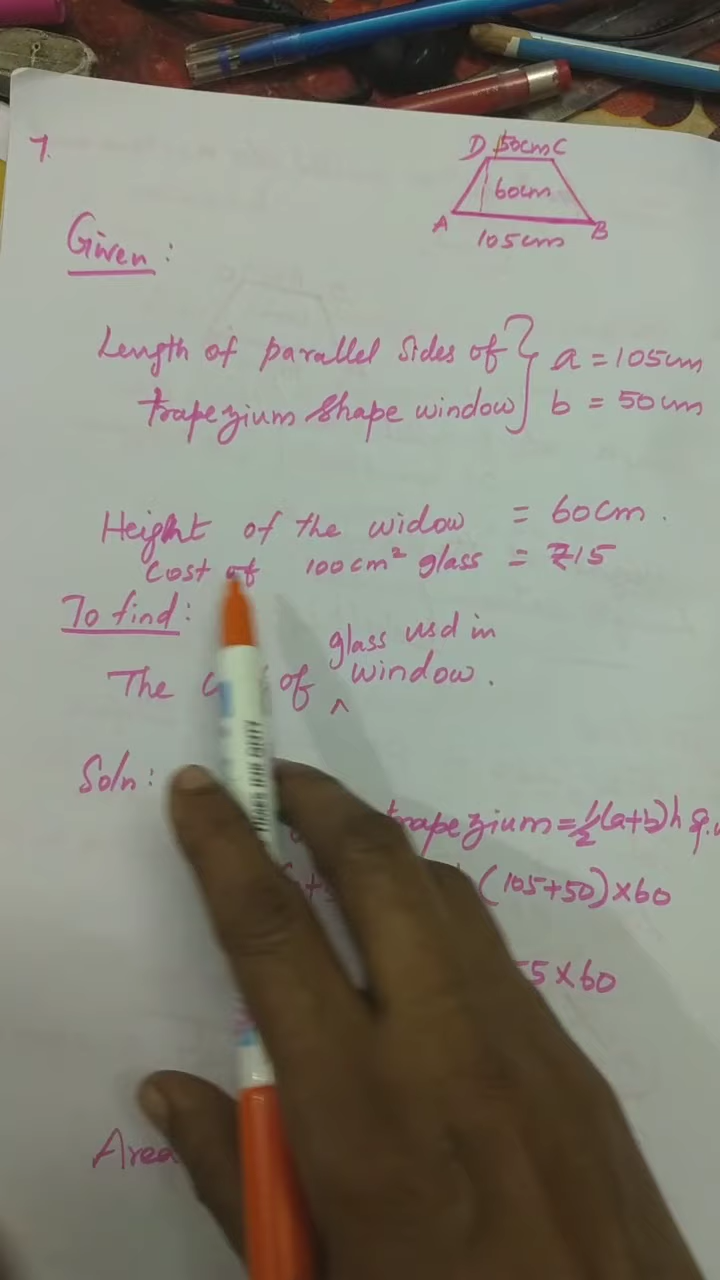 7.
D 50cm C
60cm
A B
105cm
Given:
Length of parallel sides of } a = 105cm
trapezium shape window } b = 50cm
Height of the widow = 60cm.
Cost of 100cm² glass = ₹15
To find:
glass usd in
The of ^ window.
Soln:
trapezium = ½(a+b)h
(105+50)×60
5×60
Area